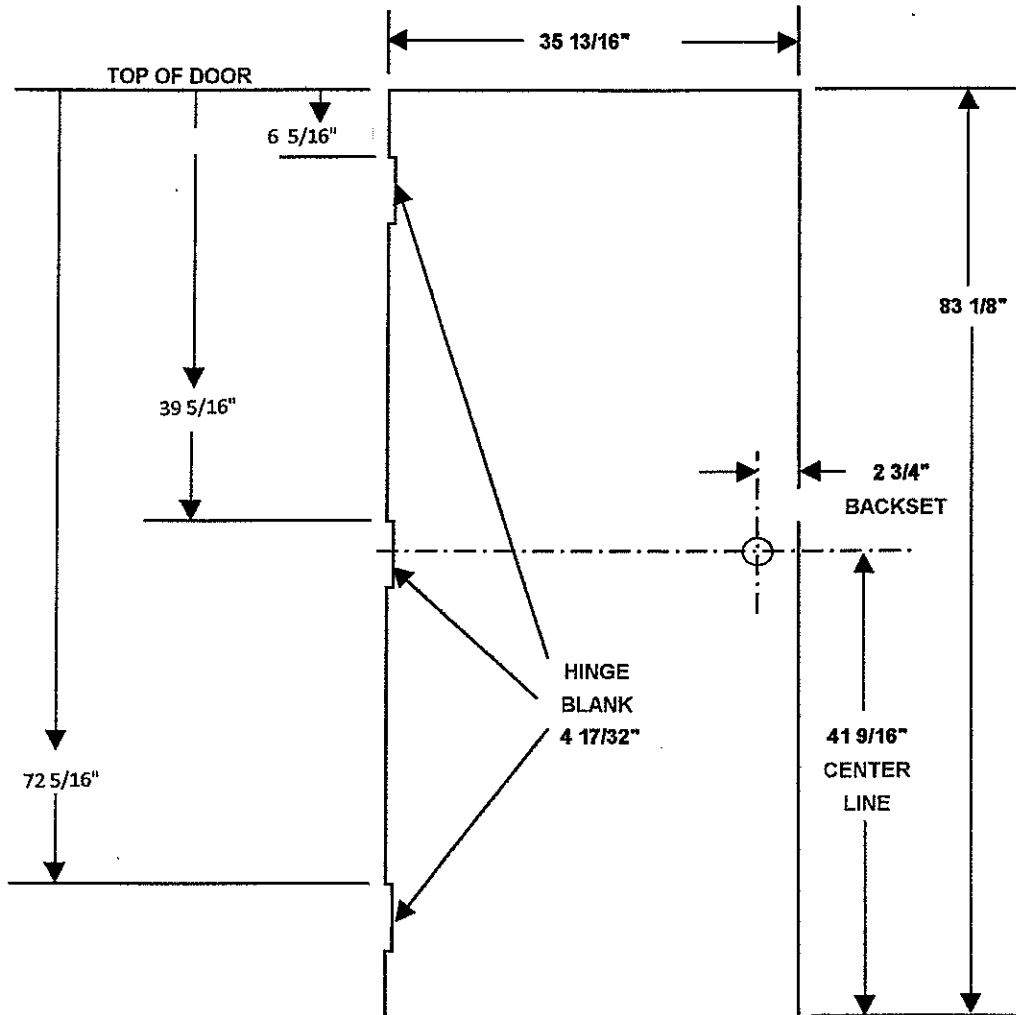 35 13/16"
TOP OF DOOR
6 5/16"
83 1/8"
39 5/16"
2 3/4"
BACKSET
HINGE
BLANK
4 17/32"
41 9/16"
CENTER
LINE
72 5/16"